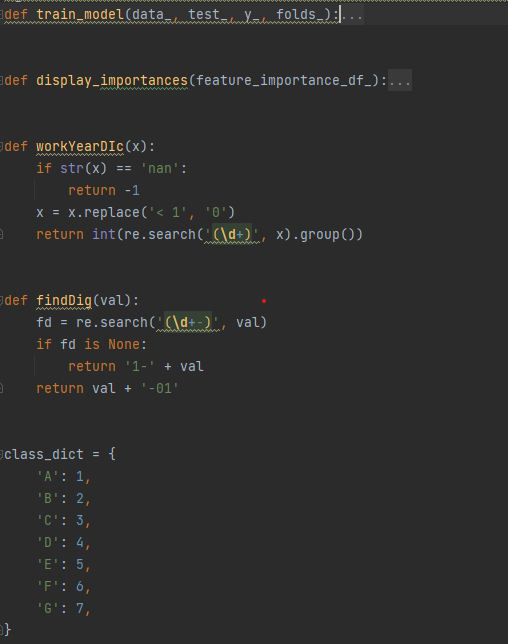 def train_model(data_, test_, y_, folds_):...
def display_importances(feature_importance_df_):...
def workYearDIc(x):
    if str(x) == 'nan':
        return -1
    x = x.replace('< 1', '0')
    return int(re.search('(\d+)', x).group())
def findDig(val):
    fd = re.search('(\d+-)', val)
    if fd is None:
        return '1-' + val
    return val + '-01'
class_dict = {
    'A': 1,
    'B': 2,
    'C': 3,
    'D': 4,
    'E': 5,
    'F': 6,
    'G': 7,
}